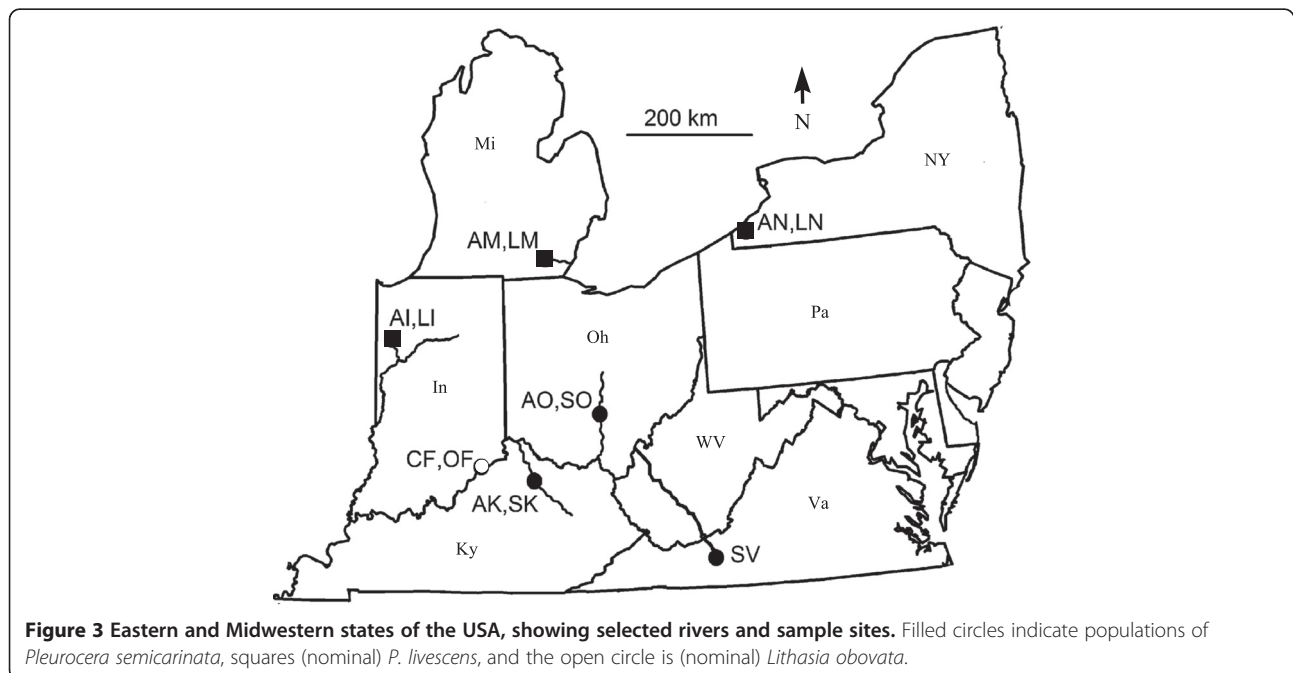 200 km
N
Mi
NY
AN,LN
AM,LM
Pa
AI,LI
Oh
In
AO,SO
WV
CF,OF
AK,SK
Va
Ky
SV
Figure 3 Eastern and Midwestern states of the USA, showing selected rivers and sample sites. Filled circles indicate populations of
Pleurocera semicarinata, squares (nominal) P. livescens, and the open circle is (nominal) Lithasia obovata.